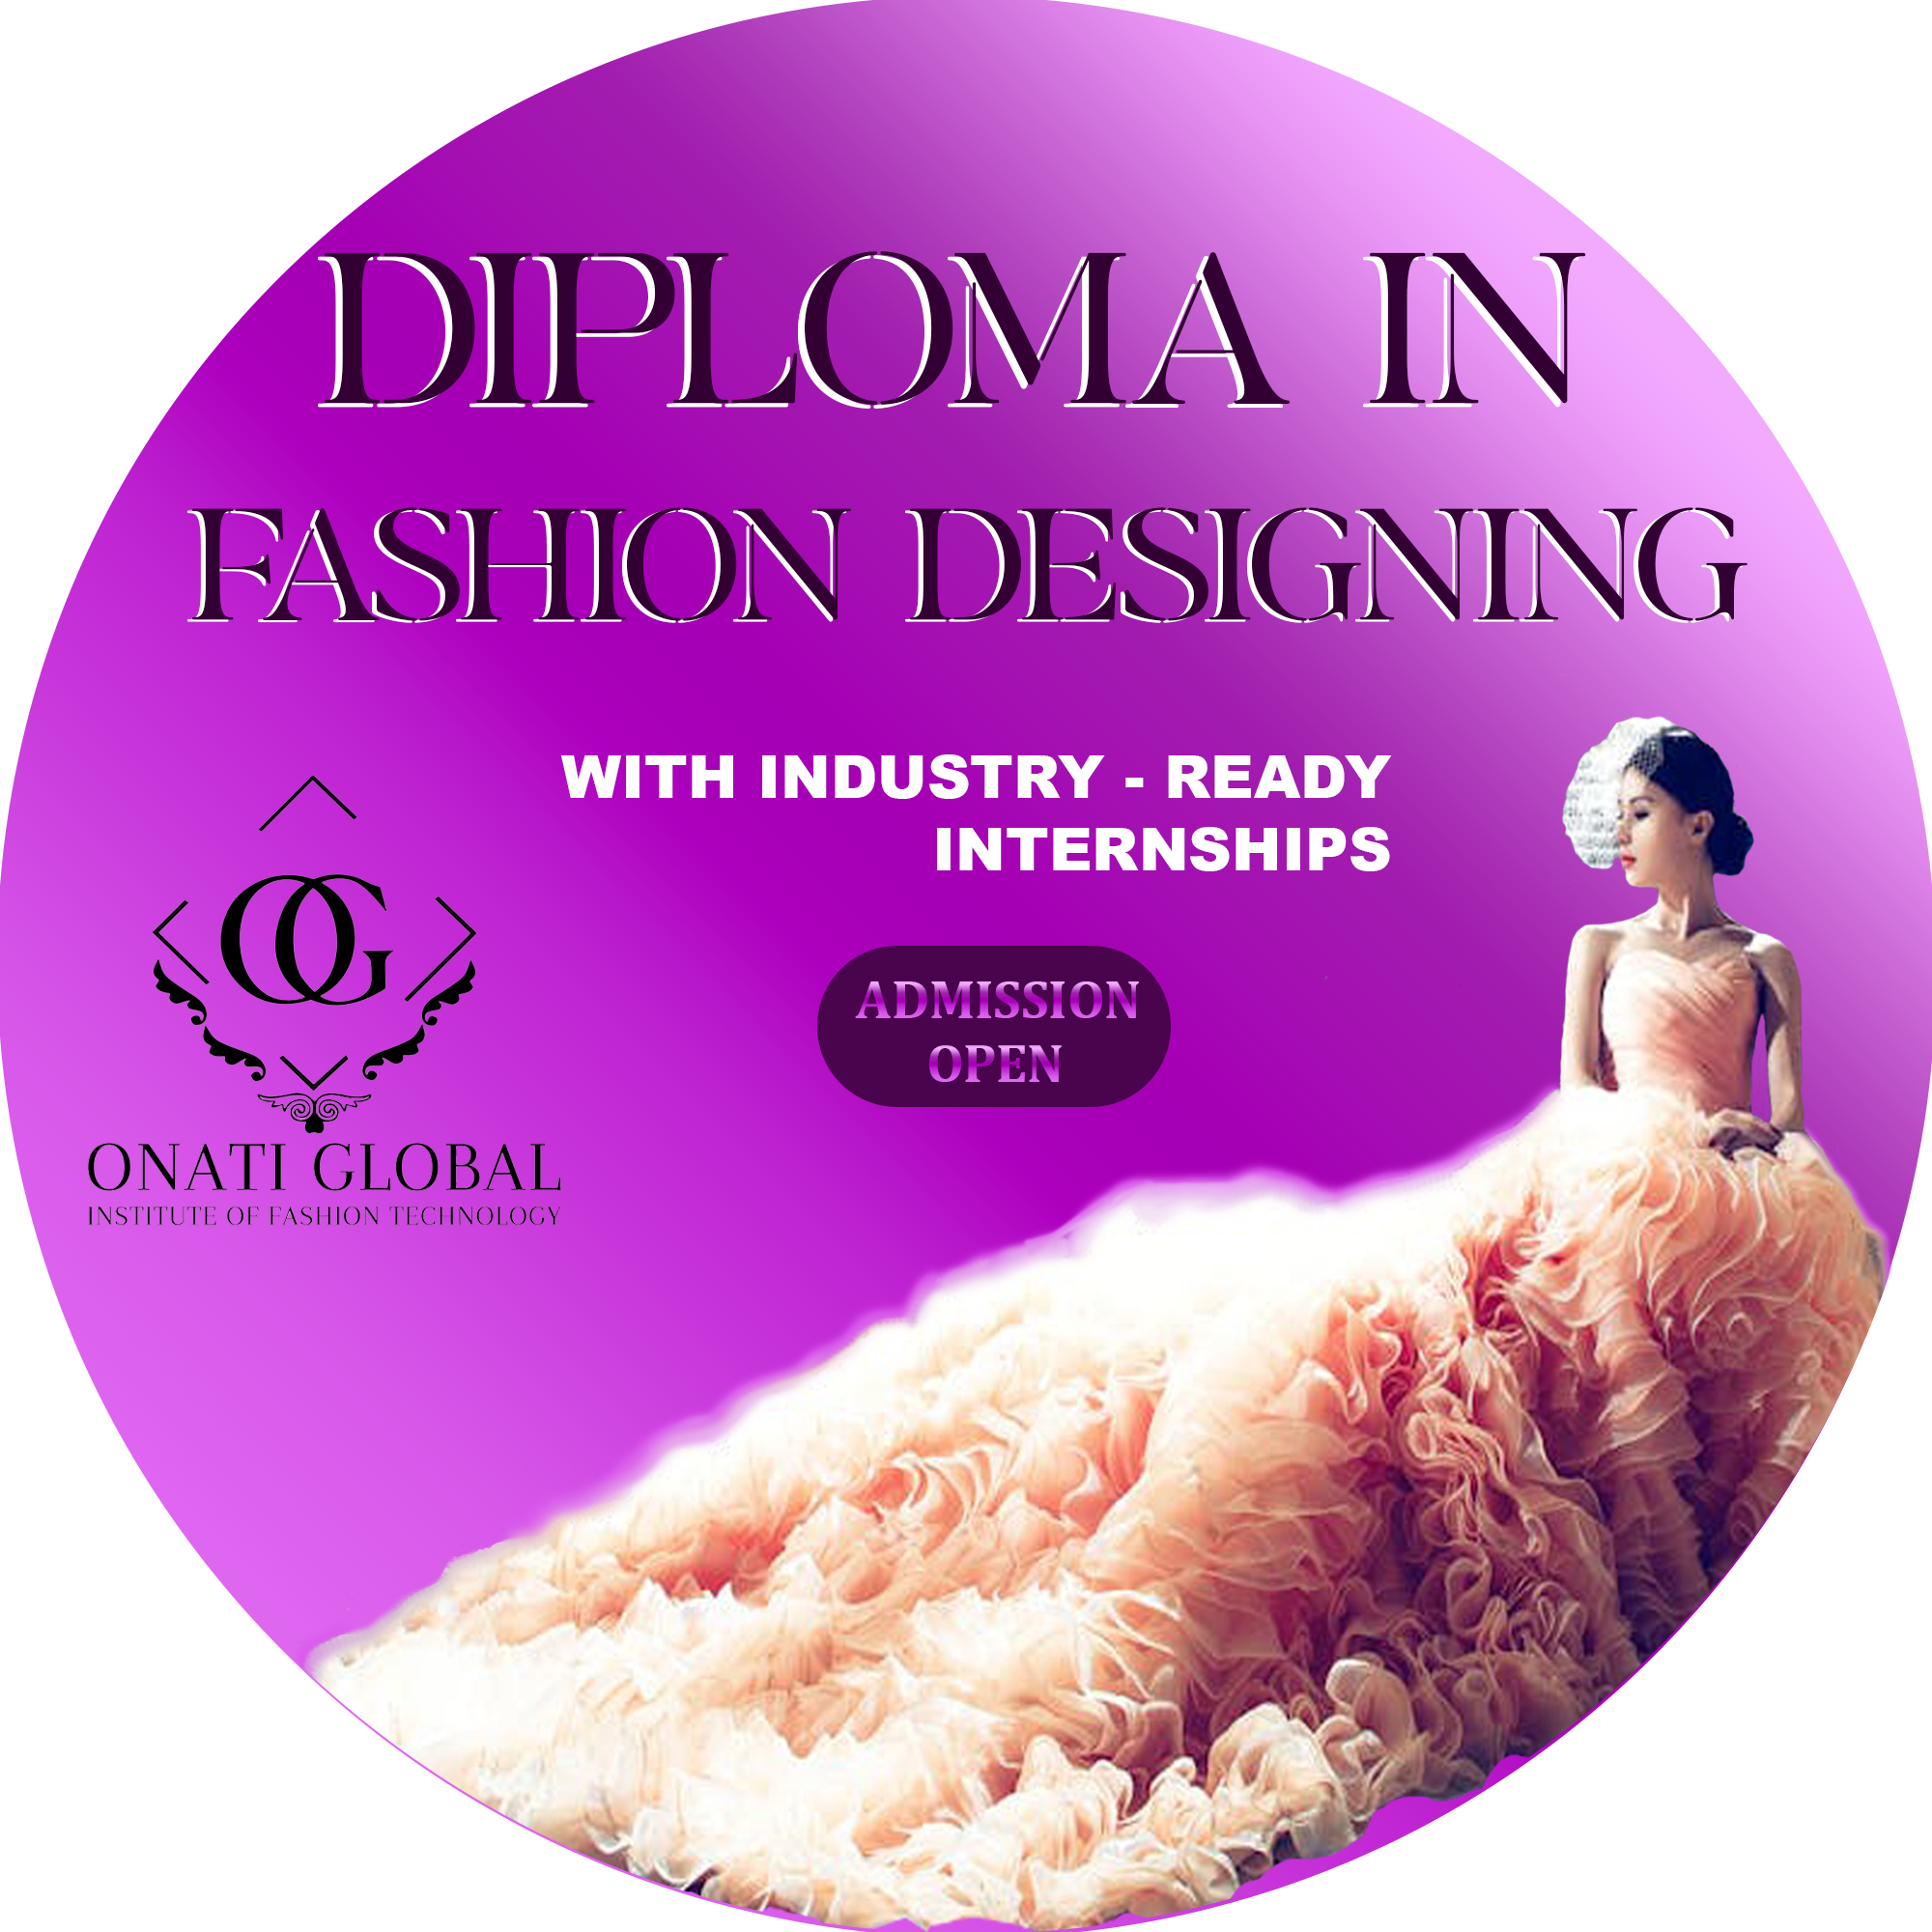 DIPLOMA IN
FASHION DESIGNING
WITH INDUSTRY - READY
INTERNSHIPS
OG
ADMISSION
OPEN
ONATI GLOBAL
INSTITUTE OF FASHION TECHNOLOGY